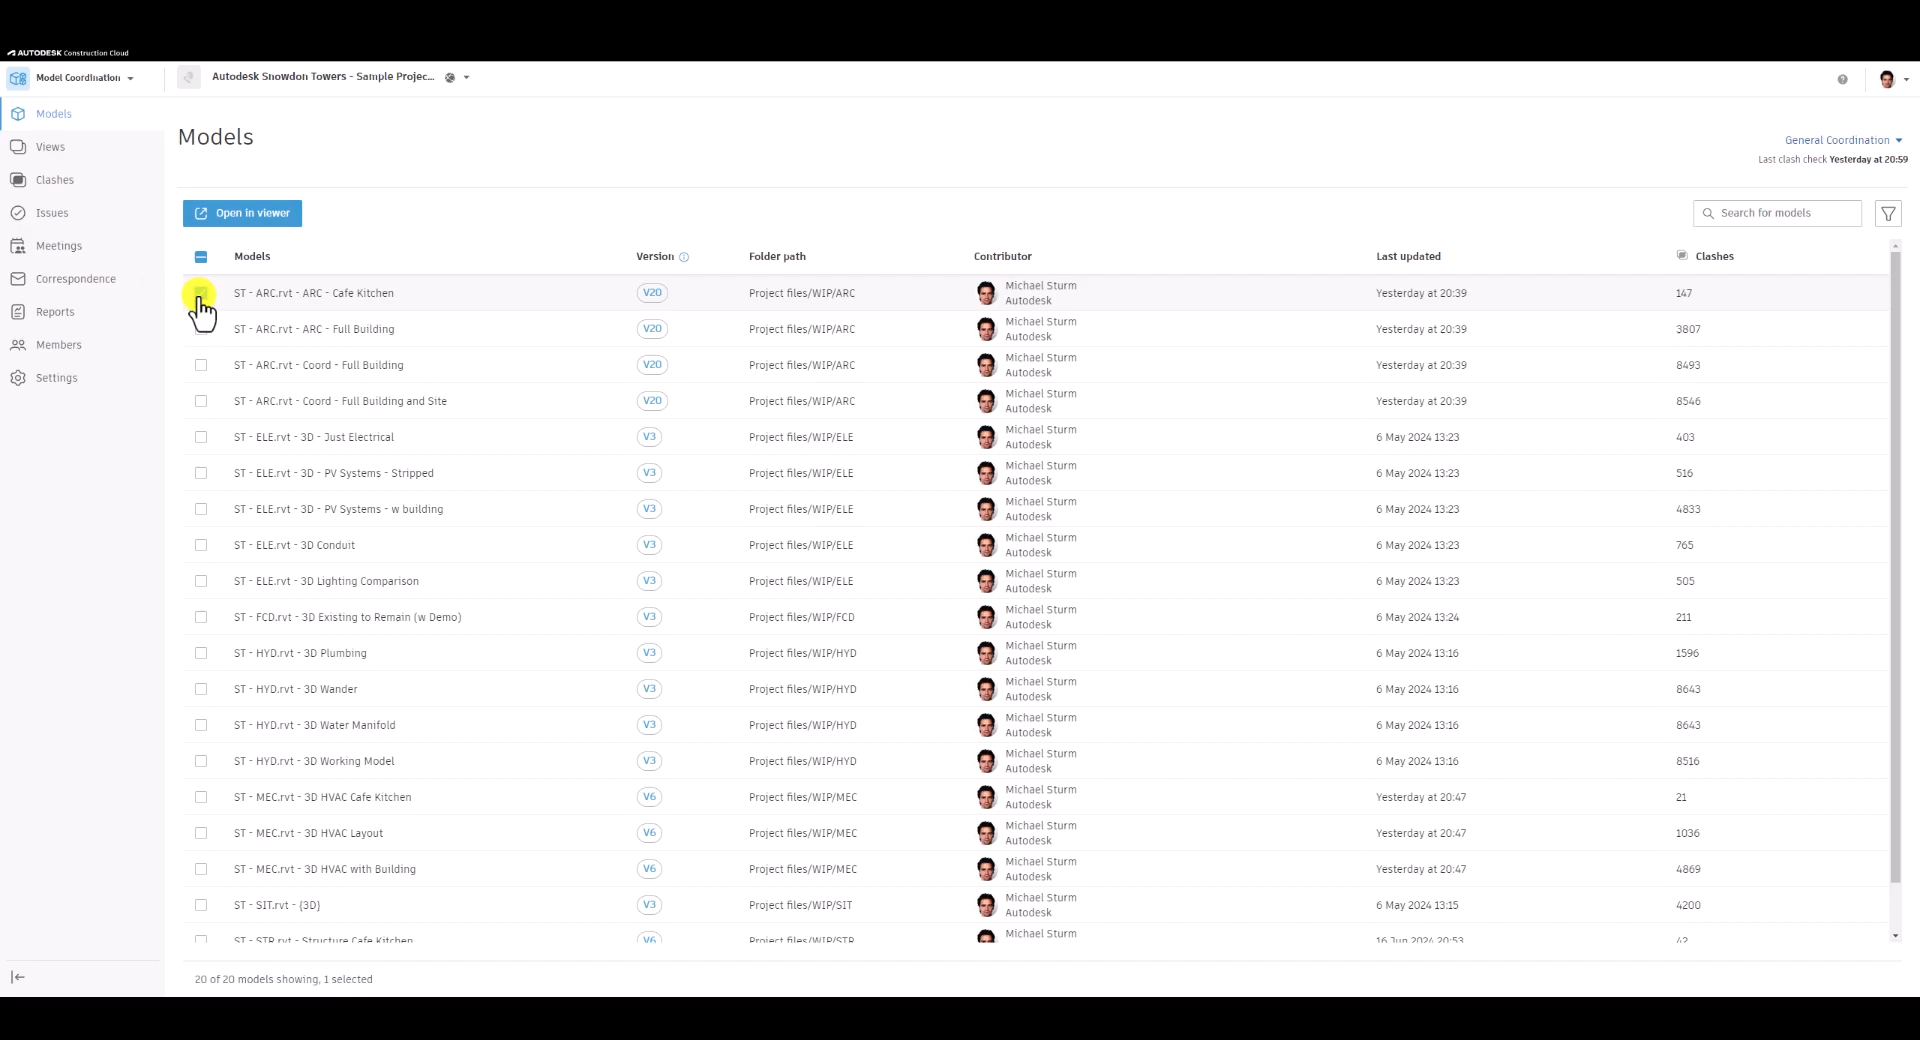 AUTODESK Construction Cloud
Model Coordination
Autodesk Snowdon Towers - Sample Projec...
Models
Views
Clashes
Issues
Meetings
Correspondence
Reports
Members
Settings
Models
General Coordination
Last clash check Yesterday at 20:59
Open in viewer
Search for models
Models Version Folder path Contributor Last updated Clashes
ST - ARC.rvt - ARC - Cafe Kitchen V20 Project files/WIP/ARC Michael Sturm Yesterday at 20:39 147
Autodesk
ST - ARC.rvt - ARC - Full Building V20 Project files/WIP/ARC Michael Sturm Yesterday at 20:39 3807
Autodesk
ST - ARC.rvt - Coord - Full Building V20 Project files/WIP/ARC Michael Sturm Yesterday at 20:39 8493
Autodesk
ST - ARC.rvt - Coord - Full Building and Site V20 Project files/WIP/ARC Michael Sturm Yesterday at 20:39 8546
Autodesk
ST - ELE.rvt - 3D - Just Electrical V3 Project files/WIP/ELE Michael Sturm 6 May 2024 13:23 403
Autodesk
ST - ELE.rvt - 3D - PV Systems - Stripped V3 Project files/WIP/ELE Michael Sturm 6 May 2024 13:23 516
Autodesk
ST - ELE.rvt - 3D - PV Systems - w building V3 Project files/WIP/ELE Michael Sturm 6 May 2024 13:23 4833
Autodesk
ST - ELE.rvt - 3D Conduit V3 Project files/WIP/ELE Michael Sturm 6 May 2024 13:23 765
Autodesk
ST - ELE.rvt - 3D Lighting Comparison V3 Project files/WIP/ELE Michael Sturm 6 May 2024 13:23 505
Autodesk
ST - FCD.rvt - 3D Existing to Remain (w Demo) V3 Project files/WIP/FCD Michael Sturm 6 May 2024 13:24 211
Autodesk
ST - HYD.rvt - 3D Plumbing V3 Project files/WIP/HYD Michael Sturm 6 May 2024 13:16 1596
Autodesk
ST - HYD.rvt - 3D Wander V3 Project files/WIP/HYD Michael Sturm 6 May 2024 13:16 8643
Autodesk
ST - HYD.rvt - 3D Water Manifold V3 Project files/WIP/HYD Michael Sturm 6 May 2024 13:16 8643
Autodesk
ST - HYD.rvt - 3D Working Model V3 Project files/WIP/HYD Michael Sturm 6 May 2024 13:16 8516
Autodesk
ST - MEC.rvt - 3D HVAC Cafe Kitchen V6 Project files/WIP/MEC Michael Sturm Yesterday at 20:47 21
Autodesk
ST - MEC.rvt - 3D HVAC Layout V6 Project files/WIP/MEC Michael Sturm Yesterday at 20:47 1036
Autodesk
ST - MEC.rvt - 3D HVAC with Building V6 Project files/WIP/MEC Michael Sturm Yesterday at 20:47 4869
Autodesk
ST - SIT.rvt - {3D} V3 Project files/WIP/SIT Michael Sturm 6 May 2024 13:15 4200
Autodesk
ST - STR.rvt - Structure Cafe Kitchen V6 Project files/WIP/STR Michael Sturm 16 Jun 2024 20:53 42
20 of 20 models showing, 1 selected